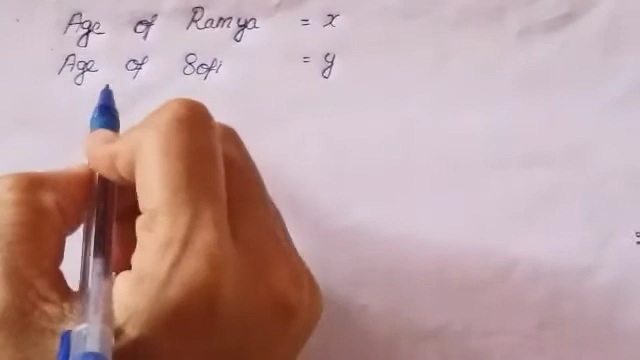 Age of Ramya = x
Age of Sofi = y